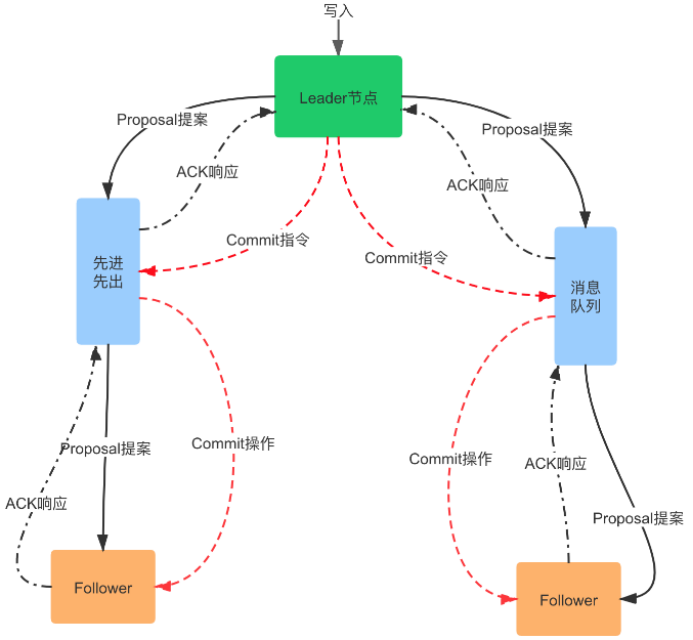 写入
Leader节点
Proposal提案
Proposal提案
ACK响应
ACK响应
Commit指令
Commit指令
先进
先出
消息
队列
Proposal提案
Commit操作
Commit操作
ACK响应
ACK响应
Proposal提案
Follower
Follower